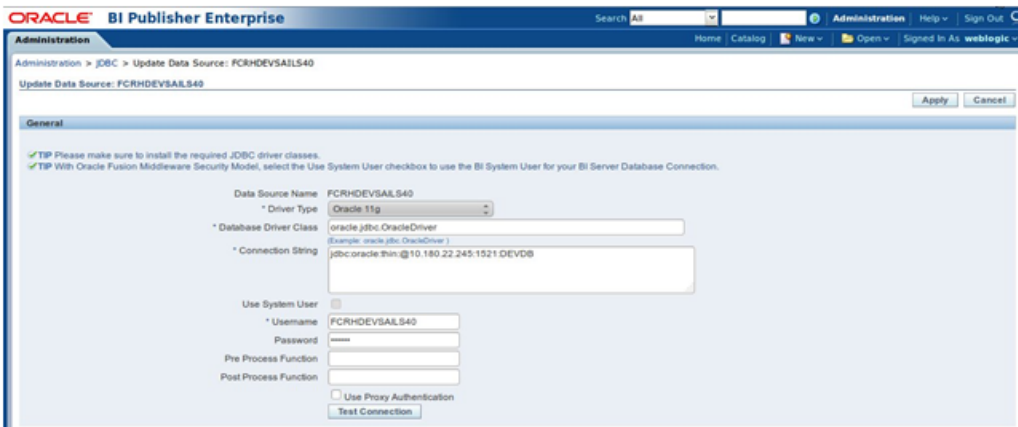 ORACLE BI Publisher Enterprise Search All Administration Help Sign Out
Administration Home Catalog New Open Signed In As weblogic
Administration > JDBC > Update Data Source: FCRHDEVSAILS40
Update Data Source: FCRHDEVSAILS40
Apply Cancel
General
TIP Please make sure to install the required JDBC driver classes.
TIP With Oracle Fusion Middleware Security Model, select the Use System User checkbox to use the BI System User for your BI Server Database Connection.
Data Source Name FCRHDEVSAILS40
* Driver Type Oracle 11g
* Database Driver Class oracle.jdbc.OracleDriver
(Example: oracle.jdbc.OracleDriver )
* Connection String jdbc:oracle:thin:@10.180.22.245:1521:DEVDB
Use System User
* Username FCRHDEVSAILS40
Password
Pre Process Function
Post Process Function
Use Proxy Authentication
Test Connection